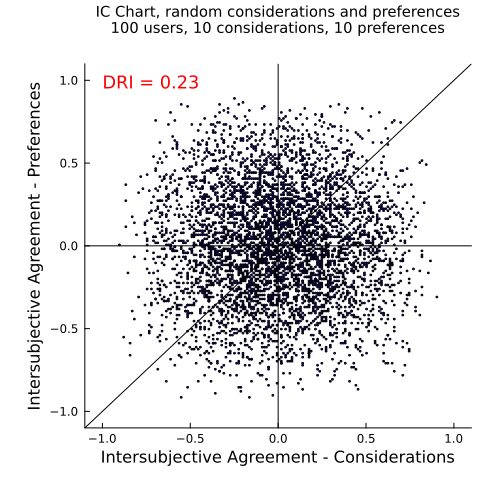 IC Chart, random considerations and preferences
100 users, 10 considerations, 10 preferences
DRI = 0.23
Intersubjective Agreement - Preferences
1.0
0.5
0.0
−0.5
−1.0
−1.0
−0.5
0.0
0.5
1.0
Intersubjective Agreement - Considerations